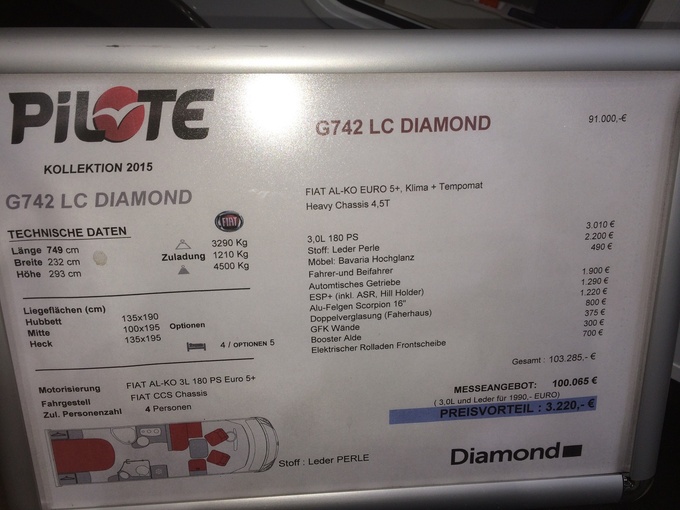 PiLOTE
KOLLEKTION 2015
G742 LC DIAMOND
TECHNISCHE DATEN
Länge 749 cm
Breite 232 cm
Höhe 293 cm
FIAT
3290 Kg
Zuladung 1210 Kg
4500 Kg
Liegeflächen (cm)
Hubbett 135x190
Mitte 100x195 Optionen
Heck 135x195
4 / OPTIONEN 5
Motorisierung FIAT AL-KO 3L 180 PS Euro 5+
Fahrgestell FIAT CCS Chassis
Zul. Personenzahl 4 Personen
Stoff : Leder PERLE
G742 LC DIAMOND 91.000,-€
FIAT AL-KO EURO 5+, Klima + Tempomat
Heavy Chassis 4,5T
3,0L 180 PS 3.010 €
Stoff: Leder Perle 2.200 €
Möbel: Bavaria Hochglanz 490 €
Fahrer-und Beifahrer
Automtisches Getriebe 1.900 €
ESP+ (inkl. ASR, Hill Holder) 1.290 €
Alu-Felgen Scorpion 16" 1.220 €
Doppelverglasung (Faherhaus) 800 €
GFK Wände 375 €
Booster Alde 300 €
Elektrischer Rolladen Frontscheibe 700 €
Gesamt : 103.285,- €
MESSEANGEBOT: 100.065 €
( 3,0L und Leder für 1990,- EURO)
PREISVORTEIL : 3.220,- €
Diamond